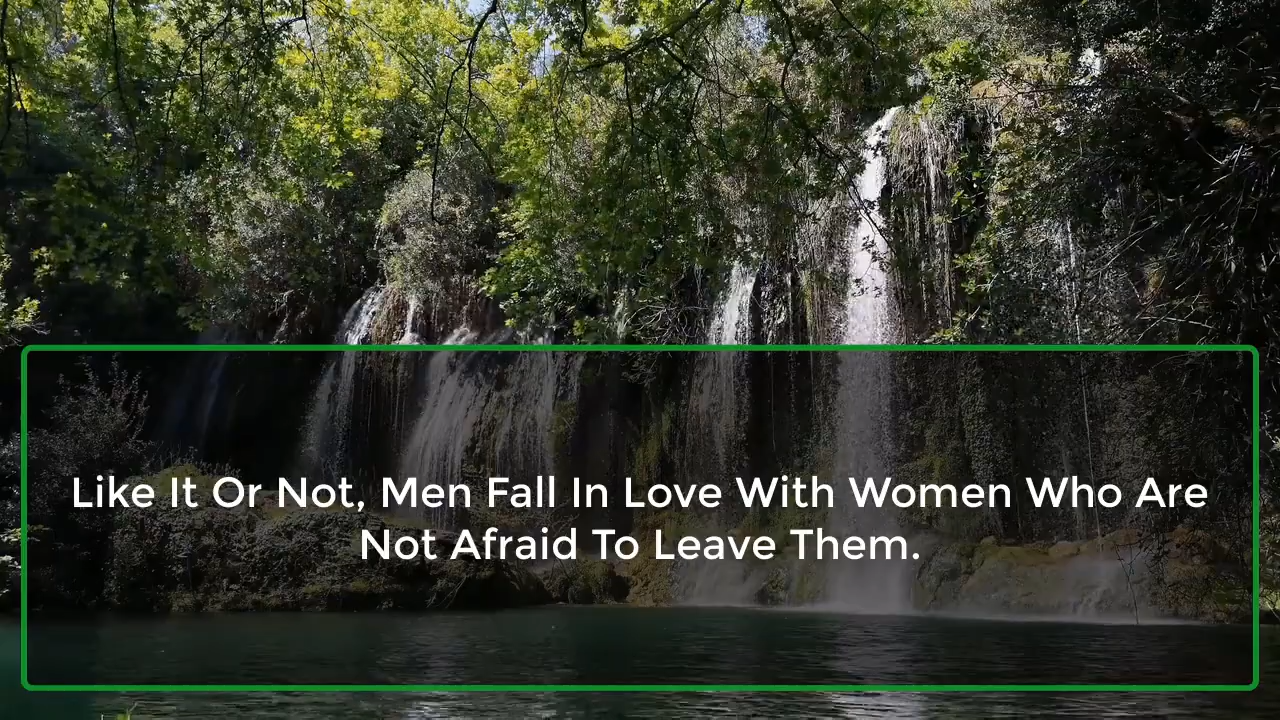 Like It Or Not, Men Fall In Love With Women Who Are
Not Afraid To Leave Them.